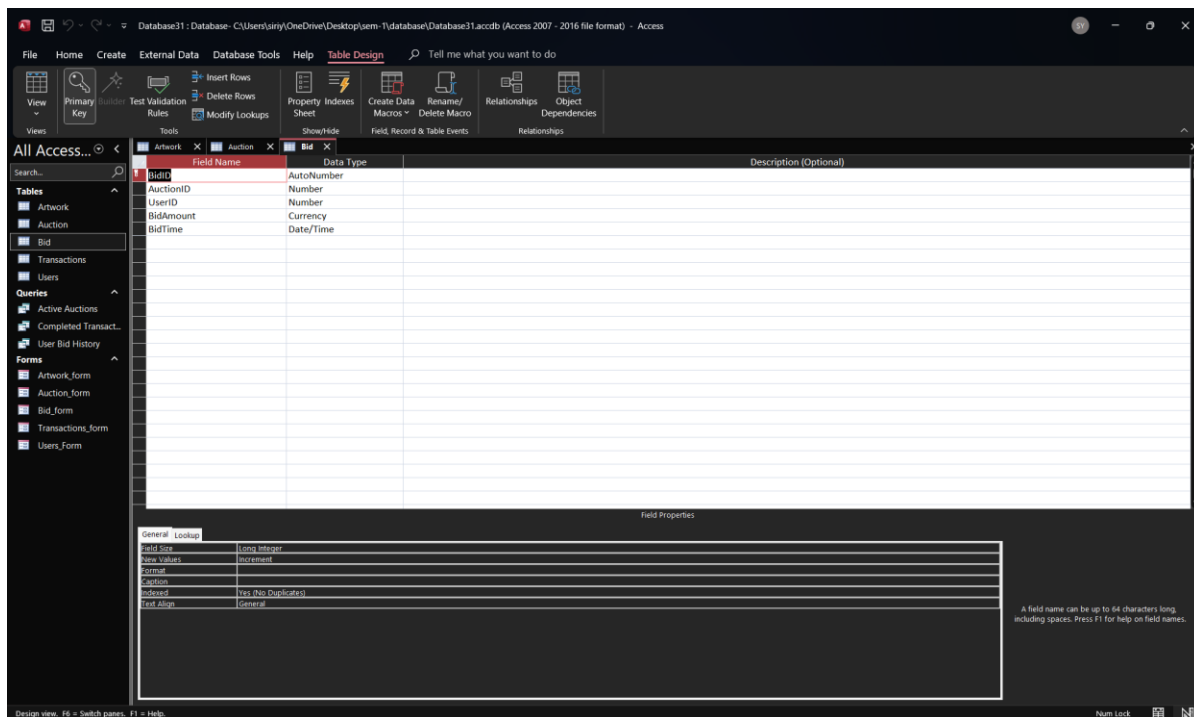 Database31 : Database- C:\Users\siriy\OneDrive\Desktop\sem-1\database\Database31.accdb (Access 2007 - 2016 file format) - Access
SY
File Home Create External Data Database Tools Help Table Design Tell me what you want to do
View
Primary Key
Builder
Test Validation Rules
Insert Rows
Delete Rows
Modify Lookups
Property Sheet
Indexes
Create Data Macros
Rename/ Delete Macro
Relationships
Object Dependencies
Views Tools Show/Hide Field, Record & Table Events Relationships
All Access...
Artwork Auction Bid
Search...
Tables
Artwork
Auction
Bid
Transactions
Users
Queries
Active Auctions
Completed Transact...
User Bid History
Forms
Artwork_form
Auction_form
Bid_form
Transactions_form
Users_Form
Field Name Data Type Description (Optional)
BidID AutoNumber
AuctionID Number
UserID Number
BidAmount Currency
BidTime Date/Time
Field Properties
General Lookup
Field Size Long Integer
New Values Increment
Format
Caption
Indexed Yes (No Duplicates)
Text Align General
A field name can be up to 64 characters long,
including spaces. Press F1 for help on field names.
Design view. F6 = Switch panes. F1 = Help.
Num Lock